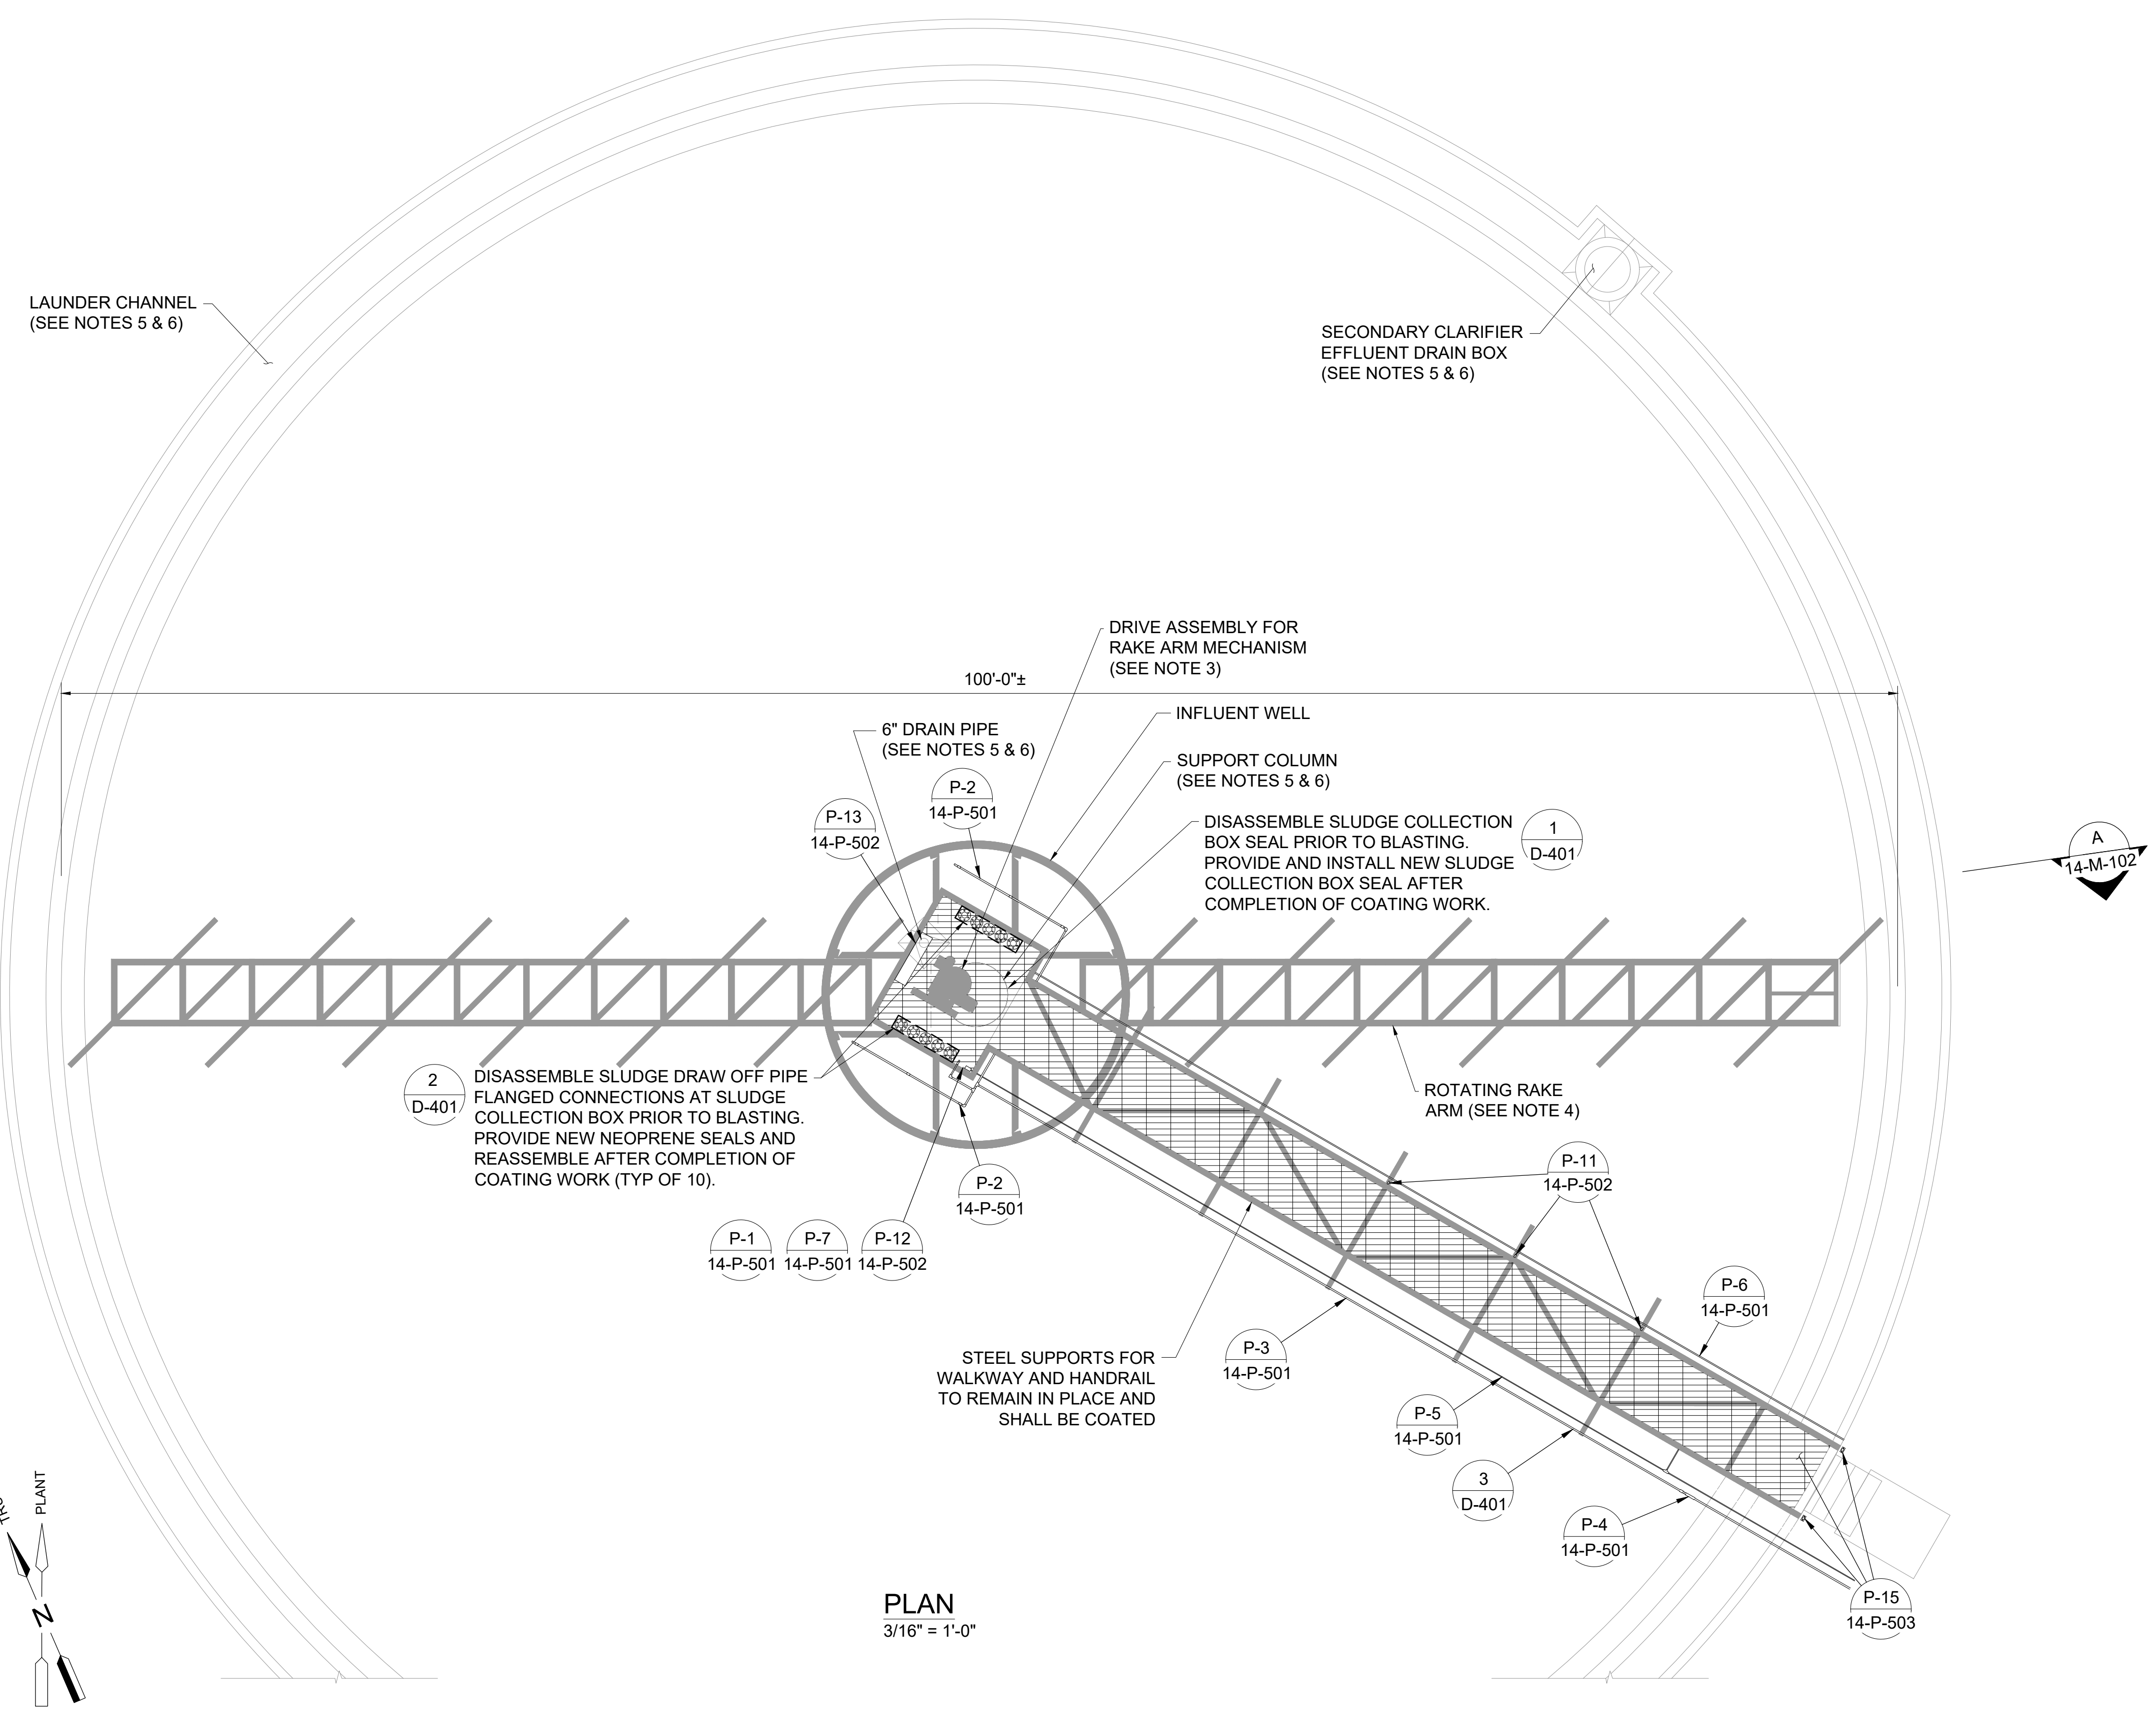 LAUNDER CHANNEL
(SEE NOTES 5 & 6)
SECONDARY CLARIFIER
EFFLUENT DRAIN BOX
(SEE NOTES 5 & 6)
DRIVE ASSEMBLY FOR
RAKE ARM MECHANISM
(SEE NOTE 3)
100'-0"±
INFLUENT WELL
6" DRAIN PIPE
(SEE NOTES 5 & 6)
SUPPORT COLUMN
(SEE NOTES 5 & 6)
P-2
14-P-501
P-13
14-P-502
DISASSEMBLE SLUDGE COLLECTION
BOX SEAL PRIOR TO BLASTING.
PROVIDE AND INSTALL NEW SLUDGE
COLLECTION BOX SEAL AFTER
COMPLETION OF COATING WORK.
1
D-401
A
14-M-102
2
D-401
DISASSEMBLE SLUDGE DRAW OFF PIPE
FLANGED CONNECTIONS AT SLUDGE
COLLECTION BOX PRIOR TO BLASTING.
PROVIDE NEW NEOPRENE SEALS AND
REASSEMBLE AFTER COMPLETION OF
COATING WORK (TYP OF 10).
ROTATING RAKE
ARM (SEE NOTE 4)
P-2
14-P-501
P-11
14-P-502
P-1
14-P-501
P-7
14-P-501
P-12
14-P-502
P-6
14-P-501
STEEL SUPPORTS FOR
WALKWAY AND HANDRAIL
TO REMAIN IN PLACE AND
SHALL BE COATED
P-3
14-P-501
P-5
14-P-501
3
D-401
P-4
14-P-501
P-15
14-P-503
PLANT
N
PLAN
3/16" = 1'-0"